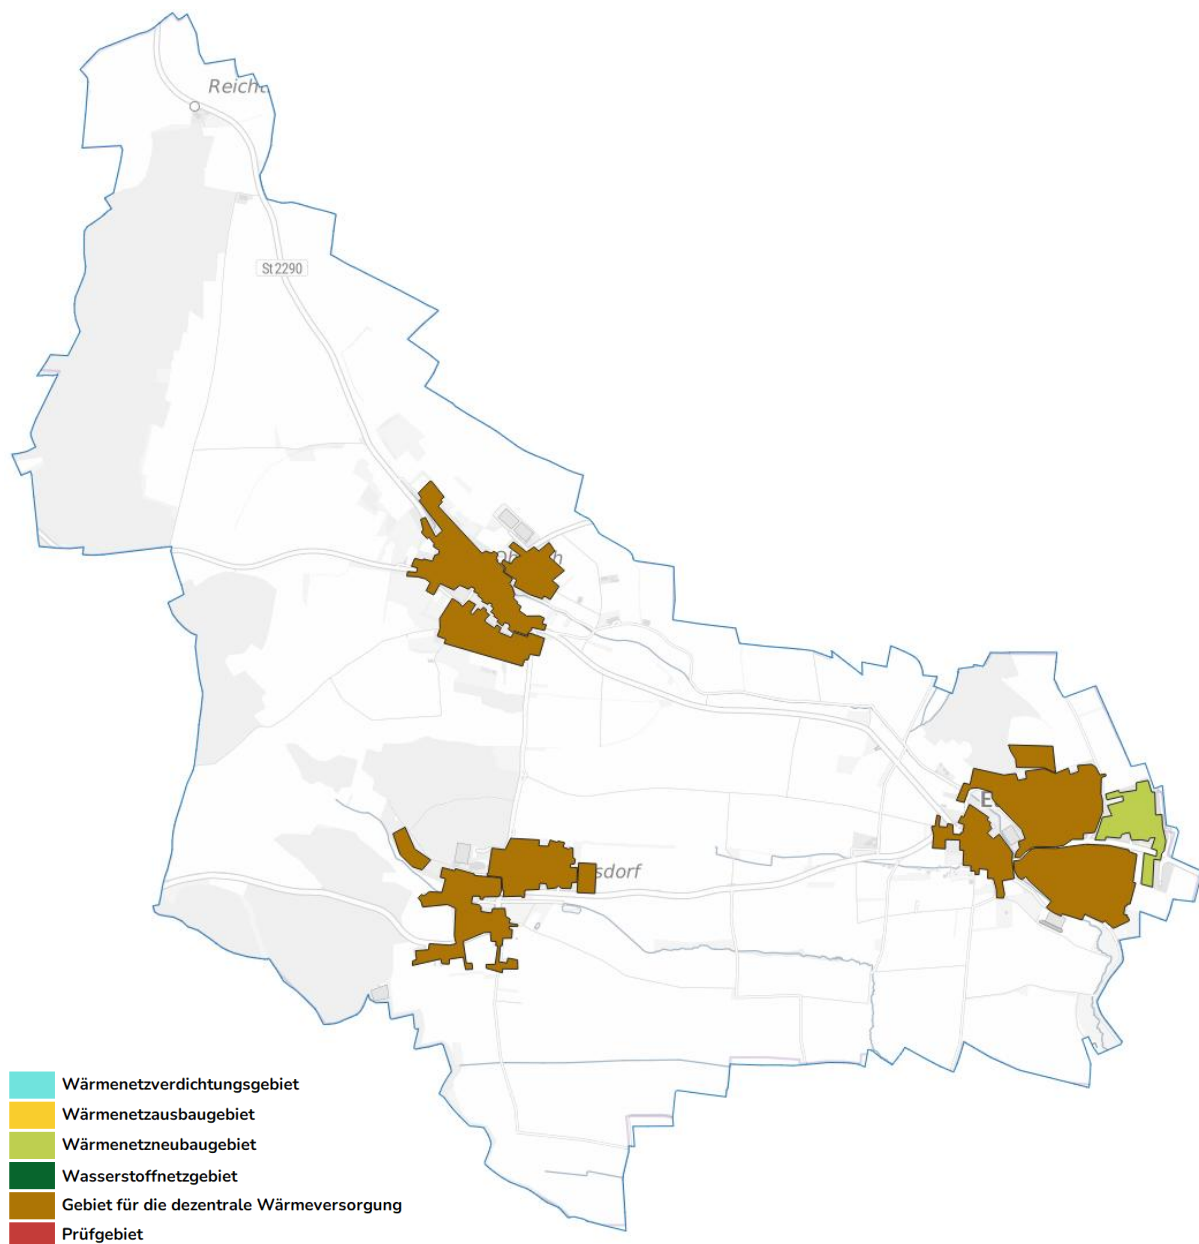 Reich
St 2290
sdorf
Wärmenetzverdichtungsgebiet
Wärmenetzausbaugebiet
Wärmenetzneubaugebiet
Wasserstoffnetzgebiet
Gebiet für die dezentrale Wärmeversorgung
Prüfgebiet